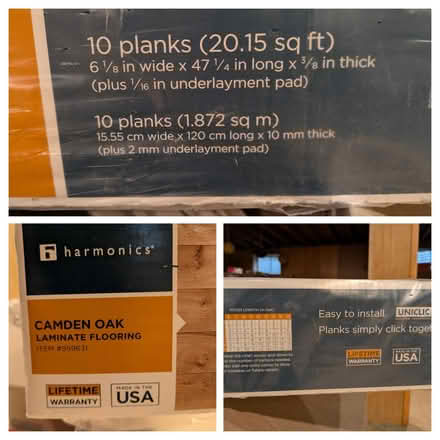 10 planks (20.15 sq ft)
6 1/8 in wide x 47 1/4 in long x 3/8 in thick
(plus 1/16 in underlayment pad)
10 planks (1.872 sq m)
15.55 cm wide x 120 cm long x 10 mm thick
(plus 2 mm underlayment pad)
harmonics®
CAMDEN OAK
LAMINATE FLOORING
LIFETIME
WARRANTY
MADE IN THE
USA
Easy to install
UNICLIC
Planks simply click toget
LIFETIME
WARRANTY
MADE IN THE
USA